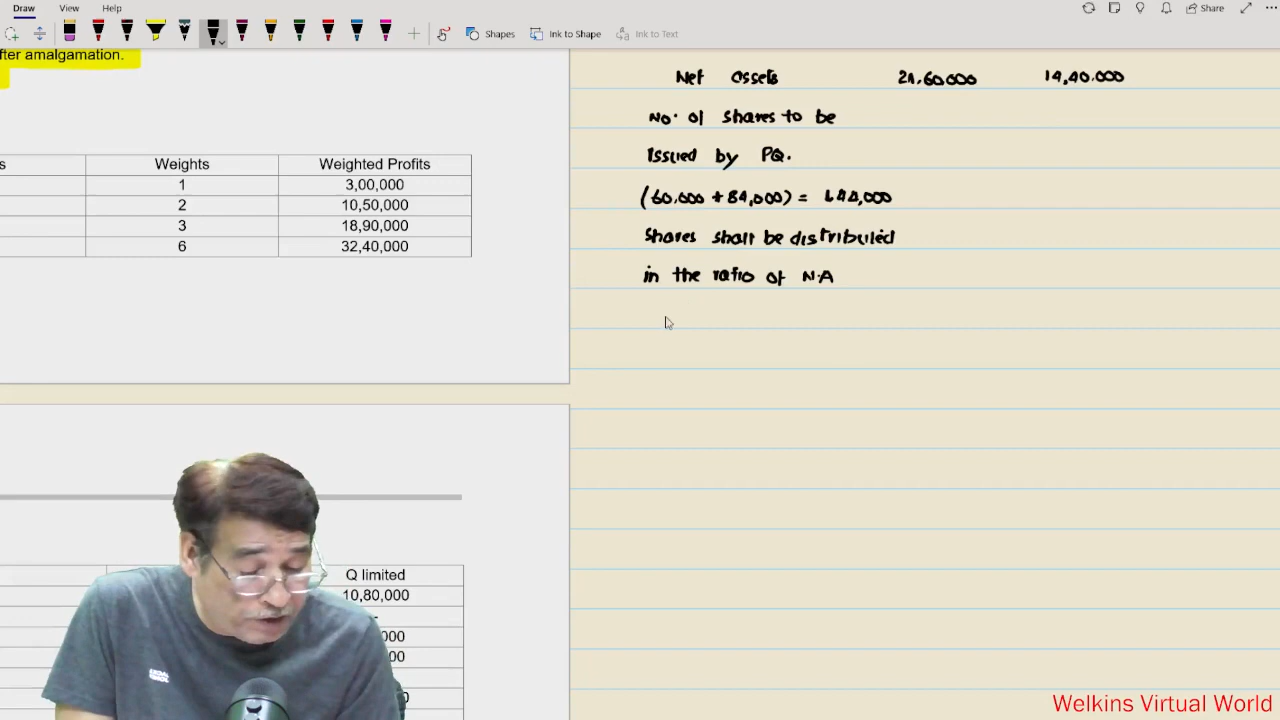 Draw View Help Share
Shapes Ink to Shape Ink to Text
fter amalgamation.
s Weights Weighted Profits
1 3,00,000
2 10,50,000
3 18,90,000
6 32,40,000
Net assets 21,60,000 14,40,000
No. of shares to be
Issued by PQ.
(60,000 + 84,000) = 144,000
Shares shall be distributed
in the ratio of N.A
Q limited
10,80,000
-
000
00
0
Welkins Virtual World